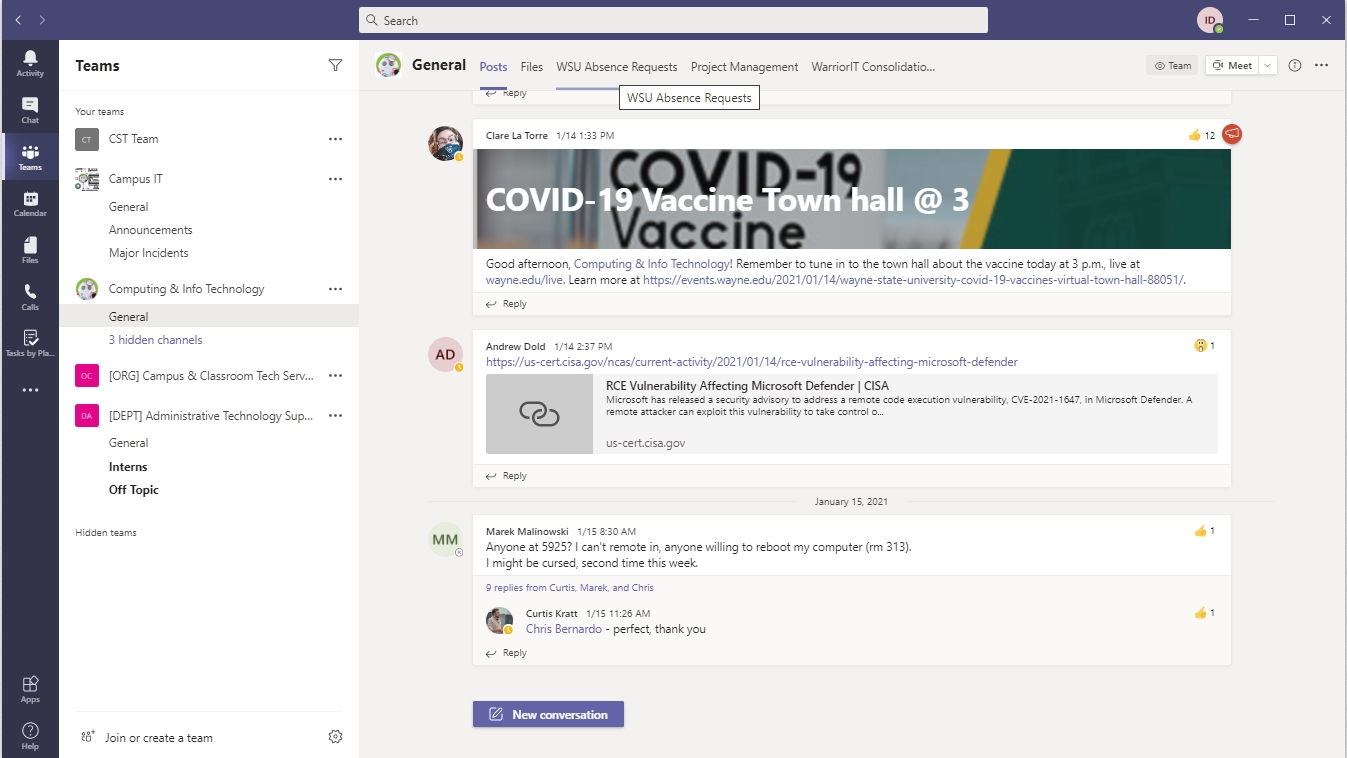 Search
ID
Activity
Chat
Teams
Calendar
Files
Calls
Tasks by Pla...
Apps
Help
Teams
Your teams
CT CST Team
Campus IT
General
Announcements
Major Incidents
Computing & Info Technology
General
3 hidden channels
OC [ORG] Campus & Classroom Tech Serv...
DA [DEPT] Administrative Technology Sup...
General
Interns
Off Topic
Hidden teams
Join or create a team
General Posts Files WSU Absence Requests Project Management WarriorIT Consolidatio... Team Meet
WSU Absence Requests
Reply
Clare La Torre 1/14 1:33 PM 12
COVID-19
Vaccine
COVID-19 Vaccine Town hall @ 3
Good afternoon, Computing & Info Technology! Remember to tune in to the town hall about the vaccine today at 3 p.m., live at
wayne.edu/live. Learn more at https://events.wayne.edu/2021/01/14/wayne-state-university-covid-19-vaccines-virtual-town-hall-88051/.
Reply
AD
Andrew Dold 1/14 2:37 PM 1
https://us-cert.cisa.gov/ncas/current-activity/2021/01/14/rce-vulnerability-affecting-microsoft-defender
RCE Vulnerability Affecting Microsoft Defender | CISA
Microsoft has released a security advisory to address a remote code execution vulnerability, CVE-2021-1647, in Microsoft Defender. A
remote attacker can exploit this vulnerability to take control o...
us-cert.cisa.gov
Reply
January 15, 2021
MM
Marek Malinowski 1/15 8:30 AM 1
Anyone at 5925? I can't remote in, anyone willing to reboot my computer (rm 313).
I might be cursed, second time this week.
9 replies from Curtis, Marek, and Chris
Curtis Kratt 1/15 11:26 AM 1
Chris Bernardo - perfect, thank you
Reply
New conversation